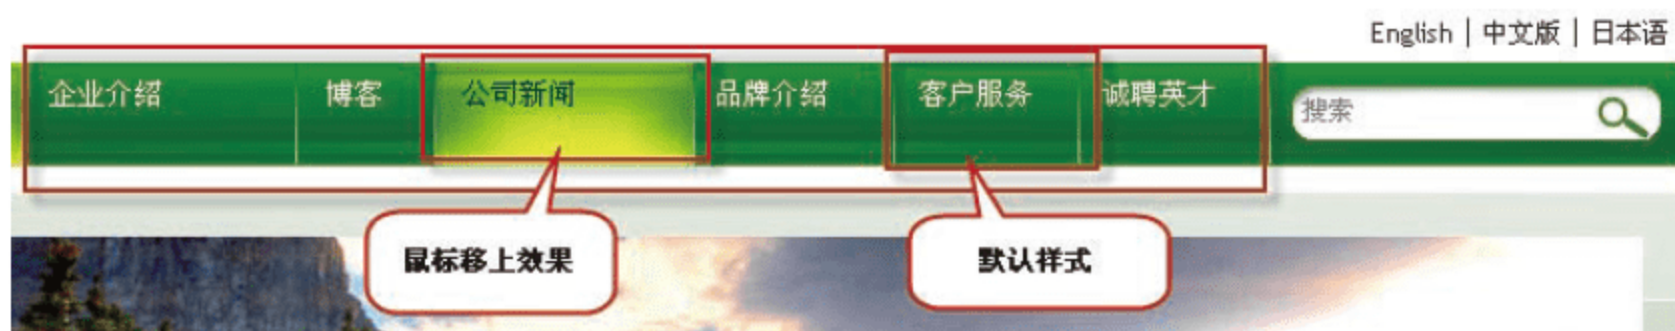 English | 中文版 | 日本语
企业介绍 博客 公司新闻 品牌介绍 客户服务 诚聘英才 搜索
鼠标移上效果 默认样式